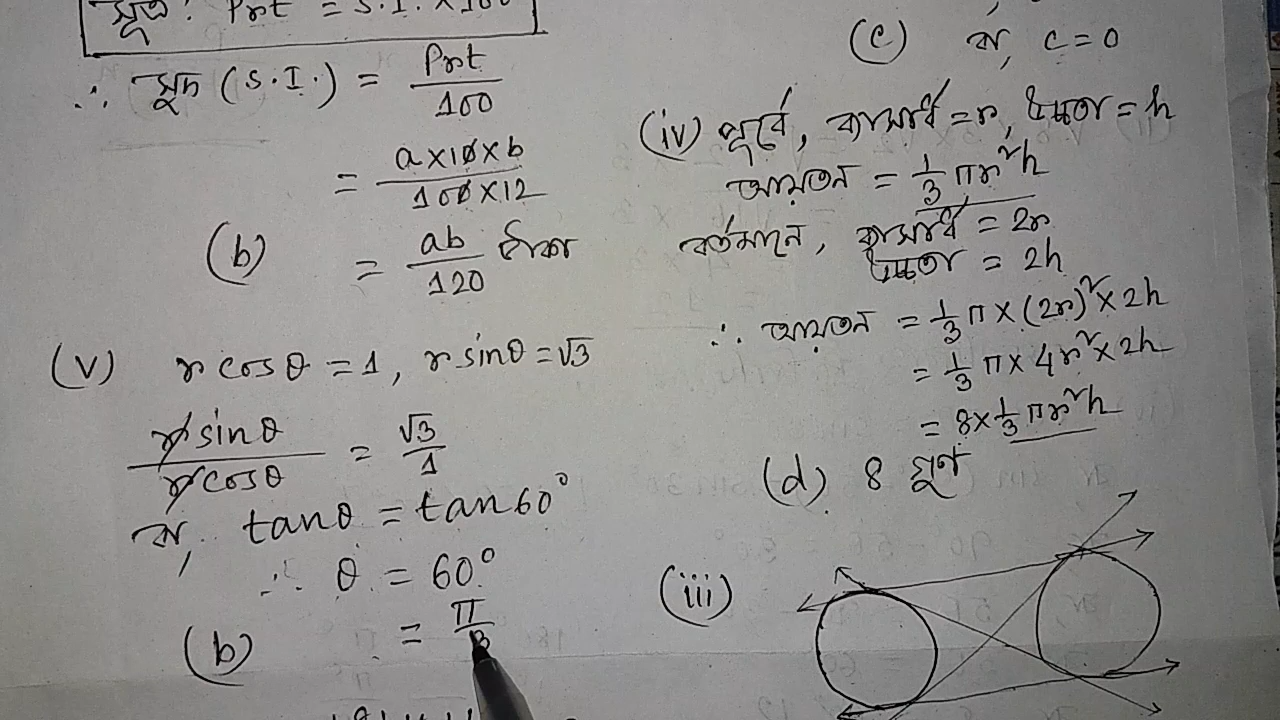 সূত্র: Prt = S.I. × 100
∴ সুদ (S.I.) = Prt/100
= a×10×b/100×12
(b) = ab/120 টাকা
(v) r cosθ = 1, r sinθ = √3
r sinθ/r cosθ = √3/1
বা, tanθ = tan60°
∴ θ = 60°
(b) = π/3
(c) বা, c = 0
(iv) পূর্বে, ব্যাসার্ধ = r, উচ্চতা = h
আয়তন = 1/3 πr²h
বর্তমানে, ব্যাসার্ধ = 2r
উচ্চতা = 2h
∴ আয়তন = 1/3 π × (2r)² × 2h
= 1/3 π × 4r² × 2h
= 8 × 1/3 πr²h
(d) 8 গুণ
(iii)